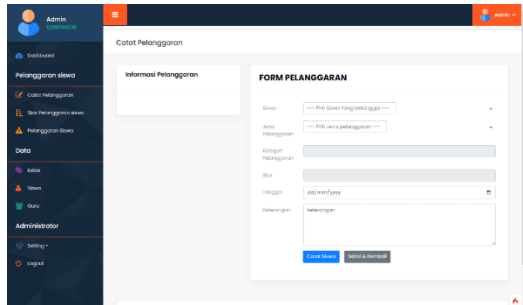 Admin
Admin
Catat Pelanggaran
Dashboard
Pelanggaran siswa
Catat Pelanggaran
Skor Pelanggaran siswa
Pelanggaran Siswa
Data
Kelas
Siswa
Guru
Administrator
Setting
Logout
Informasi Pelanggaran
FORM PELANGGARAN
Siswa
---- Pilih Siswa Yang Melanggar ----
Jenis Pelanggaran
---- Pilih Jenis pelanggaran ----
Kategori Pelanggaran
Skor
Tanggal
dd/mm/yyyy
Keterangan
keterangan
Catat Siswa
Batal & Kembali